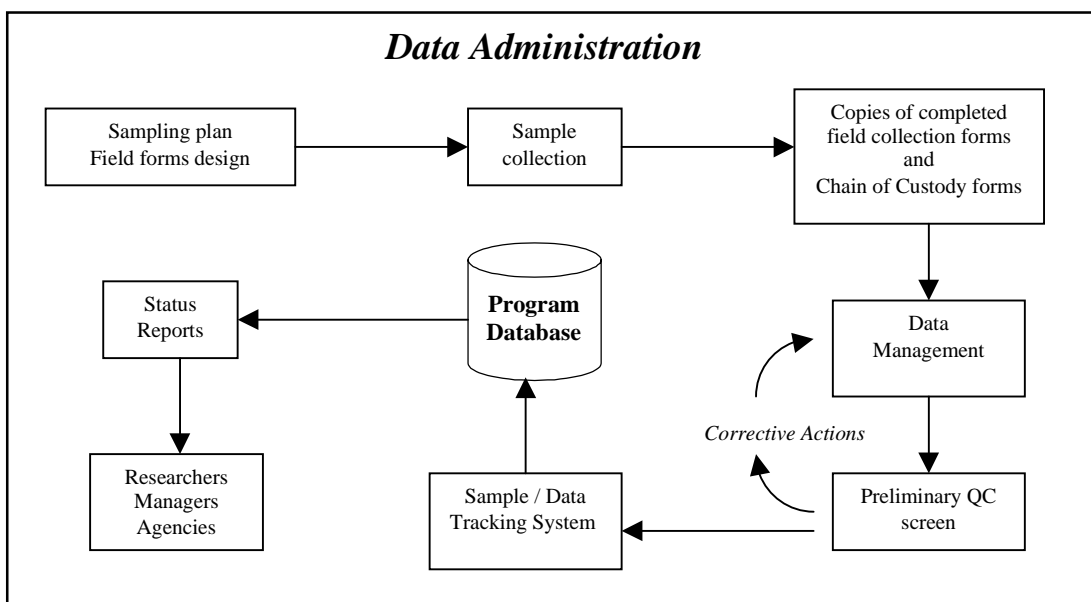 Data Administration
Sampling plan
Field forms design
Sample
collection
Copies of completed
field collection forms
and
Chain of Custody forms
Data
Management
Corrective Actions
Preliminary QC
screen
Sample / Data
Tracking System
Program
Database
Status
Reports
Researchers
Managers
Agencies